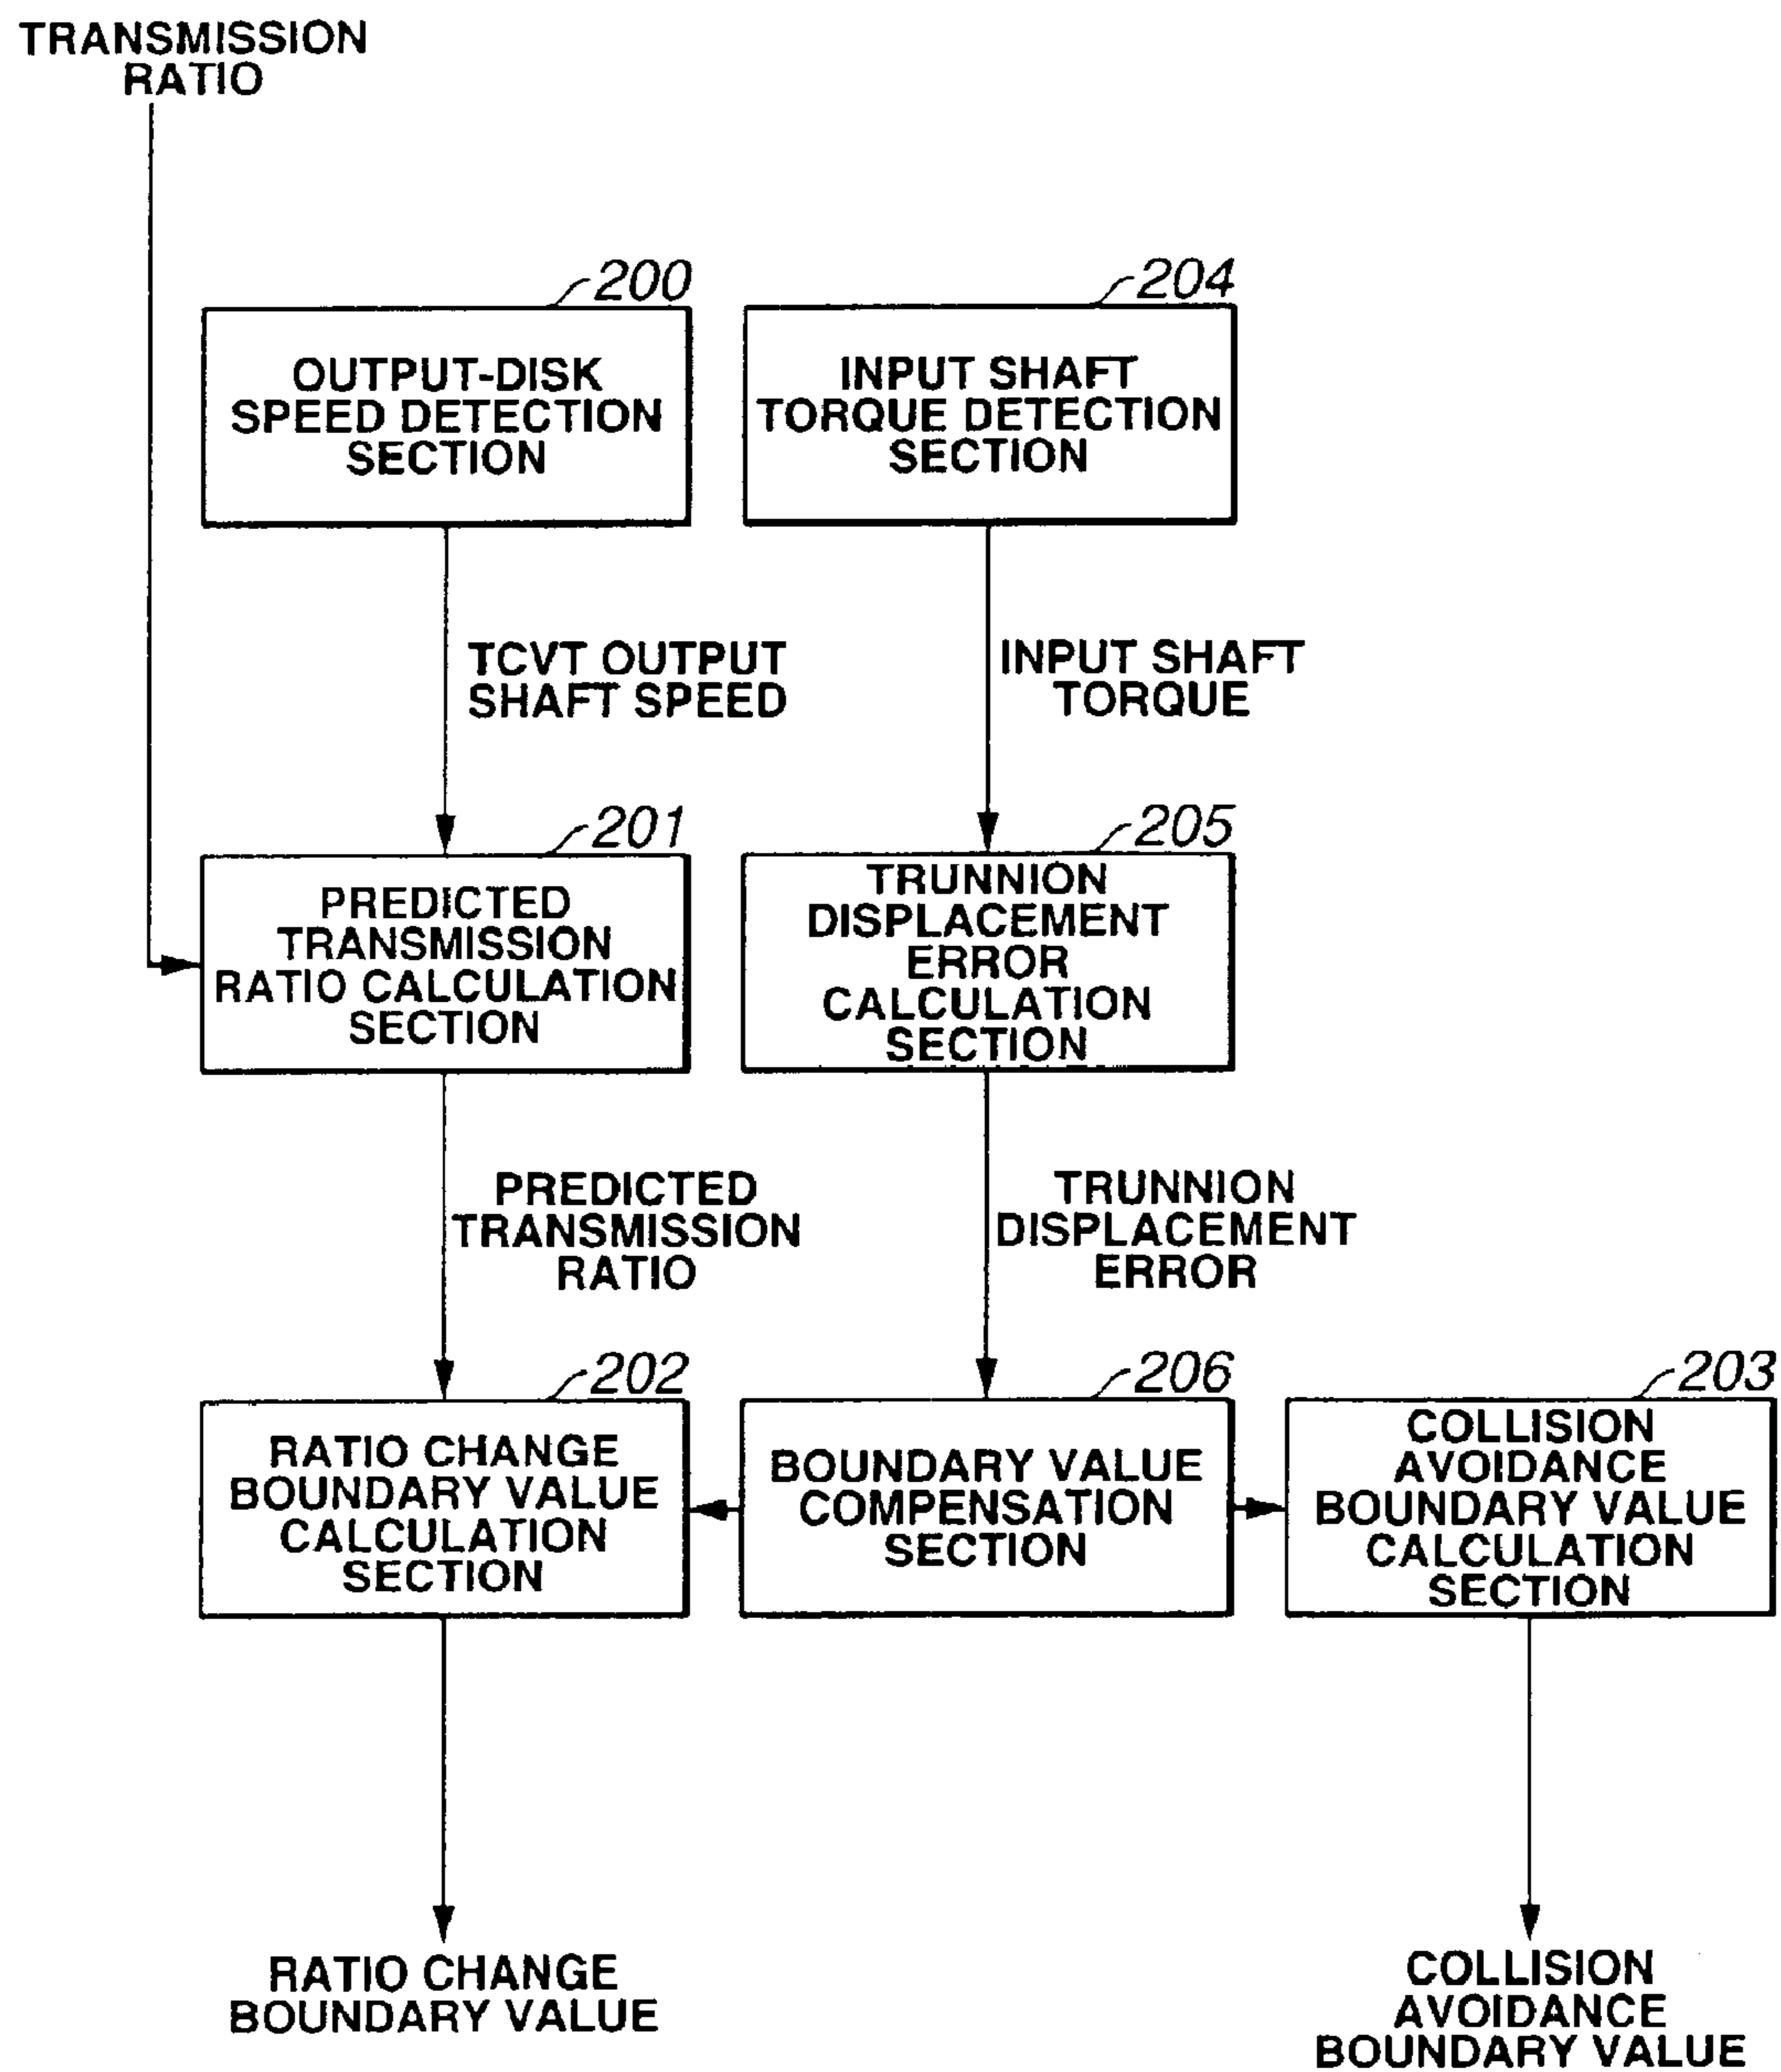 TRANSMISSION
RATIO
200
OUTPUT-DISK
SPEED DETECTION
SECTION
204
INPUT SHAFT
TORQUE DETECTION
SECTION
TCVT OUTPUT
SHAFT SPEED
INPUT SHAFT
TORQUE
201
PREDICTED
TRANSMISSION
RATIO CALCULATION
SECTION
205
TRUNNION
DISPLACEMENT
ERROR
CALCULATION
SECTION
PREDICTED
TRANSMISSION
RATIO
TRUNNION
DISPLACEMENT
ERROR
202
RATIO CHANGE
BOUNDARY VALUE
CALCULATION
SECTION
206
BOUNDARY VALUE
COMPENSATION
SECTION
203
COLLISION
AVOIDANCE
BOUNDARY VALUE
CALCULATION
SECTION
RATIO CHANGE
BOUNDARY VALUE
COLLISION
AVOIDANCE
BOUNDARY VALUE